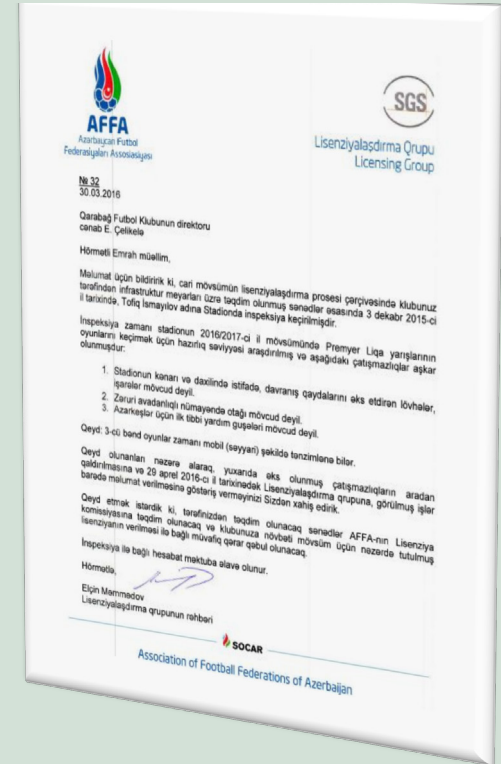 AFFA
Azərbaycan Futbol
Federasiyaları Assosiasiyası
SGS
Lisenziyalaşdırma Qrupu
Licensing Group
№ 32
30.03.2016
Qarabağ Futbol Klubunun direktoru
cənab E. Çelikelə
Hörmətli Emrah müəllim,
Məlumat üçün bildiririk ki, cari mövsümün lisenziyalaşdırma prosesi çərçivəsində klubunuz
tərəfindən infrastruktur meyarları üzrə təqdim olunmuş sənədlər əsasında 3 dekabr 2015-ci
il tarixində, Tofiq İsmayılov adına Stadionda inspeksiya keçirilmişdir.
İnspeksiya zamanı stadionun 2016/2017-ci il mövsümündə Premyer Liqa yarışlarının
oyunlarını keçirmək üçün hazırlıq səviyyəsi araşdırılmış və aşağıdakı çatışmazlıqlar aşkar
olunmuşdur:
1. Stadionun kənarı və daxilində istifadə, davranış qaydalarını əks etdirən lövhələr,
işarələr mövcud deyil.
2. Zəruri avadanlıqlı nümayəndə otağı mövcud deyil.
3. Azarkeşlər üçün ilk tibbi yardım guşələri mövcud deyil.
Qeyd: 3-cü bənd oyunlar zamanı mobil (səyyari) şəkildə tənzimlənə bilər.
Qeyd olunanları nəzərə alaraq, yuxarıda əks olunmuş çatışmazlıqların aradan
qaldırılmasına və 29 aprel 2016-cı il tarixinədək Lisenziyalaşdırma qrupuna, görülmüş işlər
barədə məlumat verilməsinə göstəriş verməyinizi Sizdən xahiş edirik.
Qeyd etmək istərdik ki, tərəfinizdən təqdim olunacaq sənədlər AFFA-nın Lisenziya
komissiyasına təqdim olunacaq və klubunuza növbəti mövsüm üçün nəzərdə tutulmuş
lisenziyanın verilməsi ilə bağlı müvafiq qərar qəbul olunacaq.
İnspeksiya ilə bağlı hesabat məktuba əlavə olunur.
Hörmətlə,
Elçin Məmmədov
Lisenziyalaşdırma qrupunun rəhbəri
SOCAR
Association of Football Federations of Azerbaijan